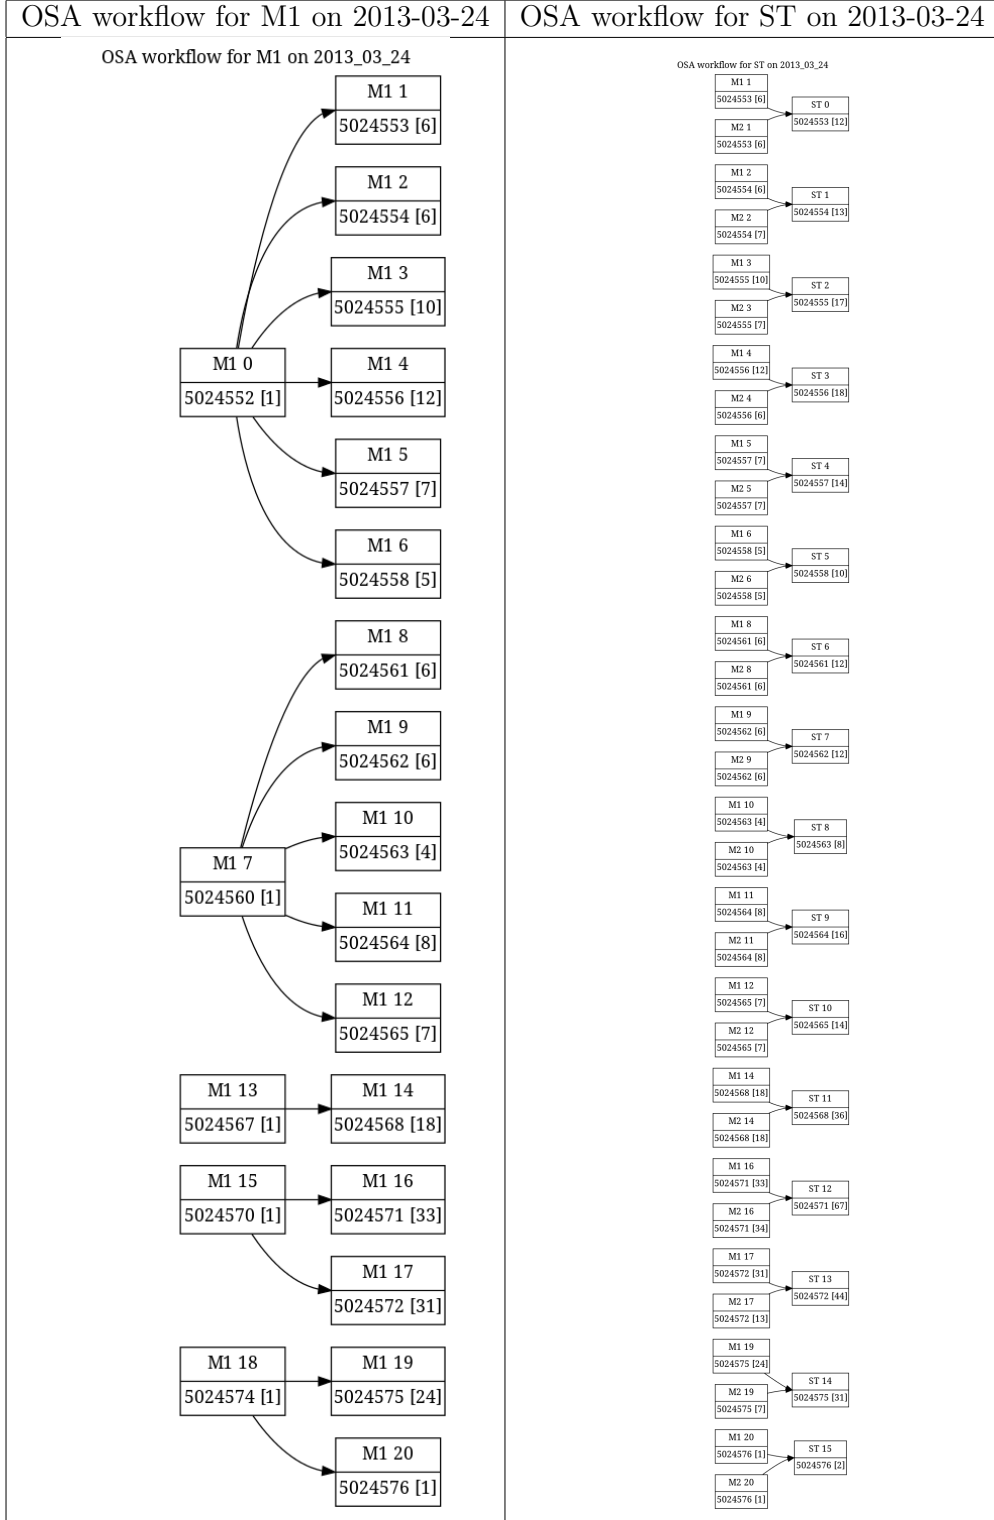 OSA workflow for M1 on 2013-03-24
OSA workflow for M1 on 2013_03_24
M1 0
5024552 [1]
M1 1
5024553 [6]
M1 2
5024554 [6]
M1 3
5024555 [10]
M1 4
5024556 [12]
M1 5
5024557 [7]
M1 6
5024558 [5]
M1 7
5024560 [1]
M1 8
5024561 [6]
M1 9
5024562 [6]
M1 10
5024563 [4]
M1 11
5024564 [8]
M1 12
5024565 [7]
M1 13
5024567 [1]
M1 14
5024568 [18]
M1 15
5024570 [1]
M1 16
5024571 [33]
M1 17
5024572 [31]
M1 18
5024574 [1]
M1 19
5024575 [24]
M1 20
5024576 [1]
OSA workflow for ST on 2013-03-24
OSA workflow for ST on 2013_03_24
M1 1
5024553 [6]
M2 1
5024553 [6]
ST 0
5024553 [12]
M1 2
5024554 [6]
M2 2
5024554 [7]
ST 1
5024554 [13]
M1 3
5024555 [10]
M2 3
5024555 [7]
ST 2
5024555 [17]
M1 4
5024556 [12]
M2 4
5024556 [6]
ST 3
5024556 [18]
M1 5
5024557 [7]
M2 5
5024557 [7]
ST 4
5024557 [14]
M1 6
5024558 [5]
M2 6
5024558 [5]
ST 5
5024558 [10]
M1 8
5024561 [6]
M2 8
5024561 [6]
ST 6
5024561 [12]
M1 9
5024562 [6]
M2 9
5024562 [6]
ST 7
5024562 [12]
M1 10
5024563 [4]
M2 10
5024563 [4]
ST 8
5024563 [8]
M1 11
5024564 [8]
M2 11
5024564 [8]
ST 9
5024564 [16]
M1 12
5024565 [7]
M2 12
5024565 [7]
ST 10
5024565 [14]
M1 14
5024568 [18]
M2 14
5024568 [18]
ST 11
5024568 [36]
M1 16
5024571 [33]
M2 16
5024571 [34]
ST 12
5024571 [67]
M1 17
5024572 [31]
M2 17
5024572 [13]
ST 13
5024572 [44]
M1 19
5024575 [24]
M2 19
5024575 [7]
ST 14
5024575 [31]
M1 20
5024576 [1]
M2 20
5024576 [1]
ST 15
5024576 [2]